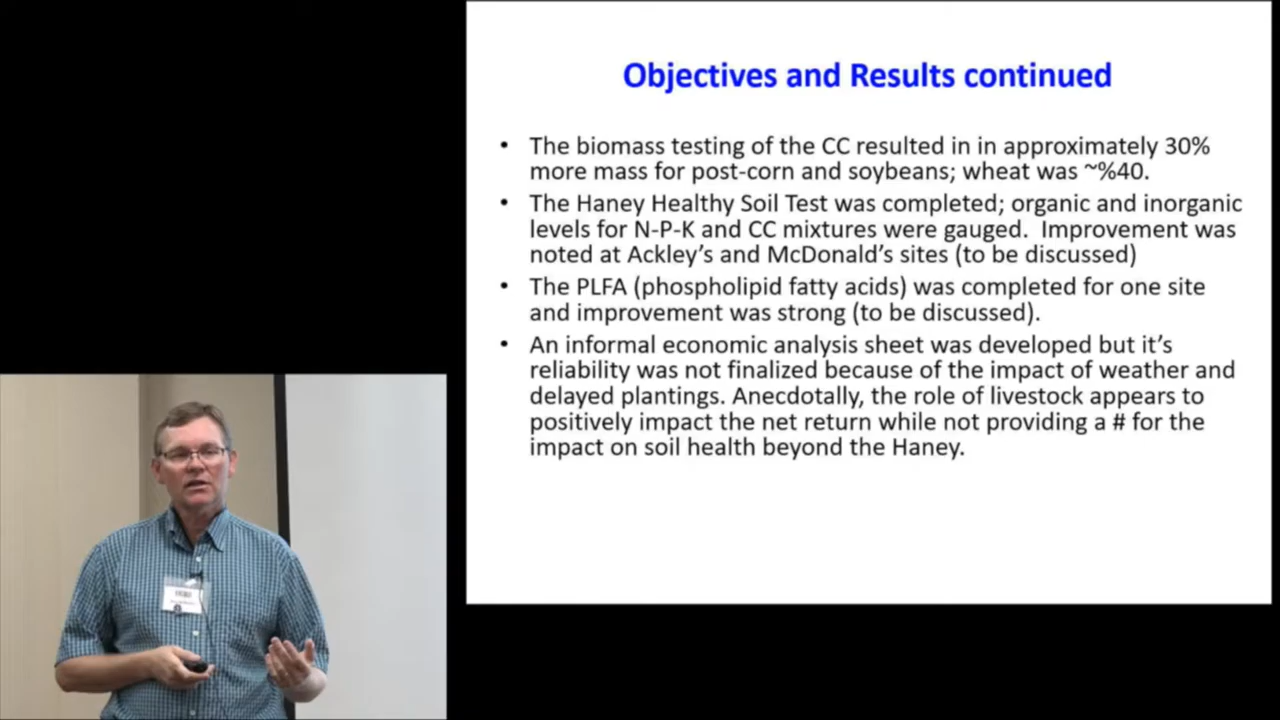 Objectives and Results continued
• The biomass testing of the CC resulted in in approximately 30%
more mass for post-corn and soybeans; wheat was ~%40.
• The Haney Healthy Soil Test was completed; organic and inorganic
levels for N-P-K and CC mixtures were gauged.  Improvement was
noted at Ackley's and McDonald's sites (to be discussed)
• The PLFA (phospholipid fatty acids) was completed for one site
and improvement was strong (to be discussed).
• An informal economic analysis sheet was developed but it's
reliability was not finalized because of the impact of weather and
delayed plantings. Anecdotally, the role of livestock appears to
positively impact the net return while not providing a # for the
impact on soil health beyond the Haney.